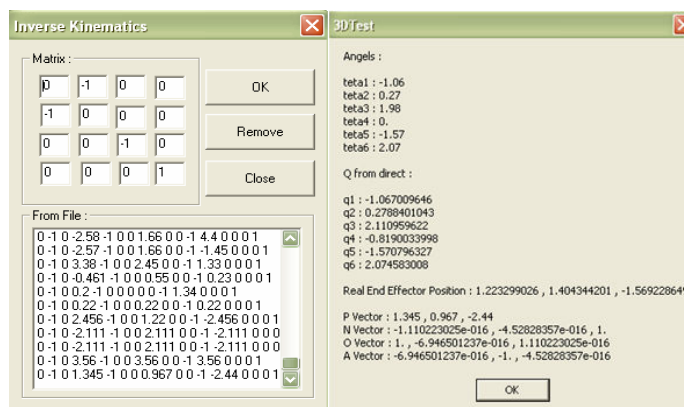 Inverse Kinematics
Matrix :
0 -1 0 0
-1 0 0 0
0 0 -1 0
0 0 0 1
OK
Remove
Close
From File :
0 -1 0 -2.58 -1 0 0 1.66 0 0 -1 4.4 0 0 0 1
0 -1 0 -2.57 -1 0 0 1.66 0 0 -1 -1.45 0 0 0 1
0 -1 0 3.38 -1 0 0 2.45 0 0 -1 1.33 0 0 0 1
0 -1 0 -0.461 -1 0 0 0.55 0 0 -1 0.23 0 0 0 1
0 -1 0 0.2 -1 0 0 0 0 0 -1 1.34 0 0 0 1
0 -1 0 0.22 -1 0 0 0.22 0 0 -1 0.22 0 0 0 1
0 -1 0 2.456 -1 0 0 1.22 0 0 -1 -2.456 0 0 0 1
0 -1 0 -2.111 -1 0 0 2.111 0 0 -1 -2.111 0 0 0
0 -1 0 -2.111 -1 0 0 2.111 0 0 -1 -2.111 0 0 0
0 -1 0 3.56 -1 0 0 3.56 0 0 -1 3.56 0 0 0 1
0 -1 0 1.345 -1 0 0 0.967 0 0 -1 -2.44 0 0 0 1
3DTest
Angels :
teta1 : -1.06
teta2 : 0.27
teta3 : 1.98
teta4 : 0.
teta5 : -1.57
teta6 : 2.07
Q from direct :
q1 : -1.067009646
q2 : 0.2788401043
q3 : 2.110959622
q4 : -0.8190033998
q5 : -1.570796327
q6 : 2.074583008
Real End Effector Position : 1.223299026 , 1.404344201 , -1.569228649
P Vector : 1.345 , 0.967 , -2.44
N Vector : -1.110223025e-016 , -4.52828357e-016 , 1.
O Vector : 1. , -6.946501237e-016 , 1.110223025e-016
A Vector : -6.946501237e-016 , -1. , -4.52828357e-016
OK